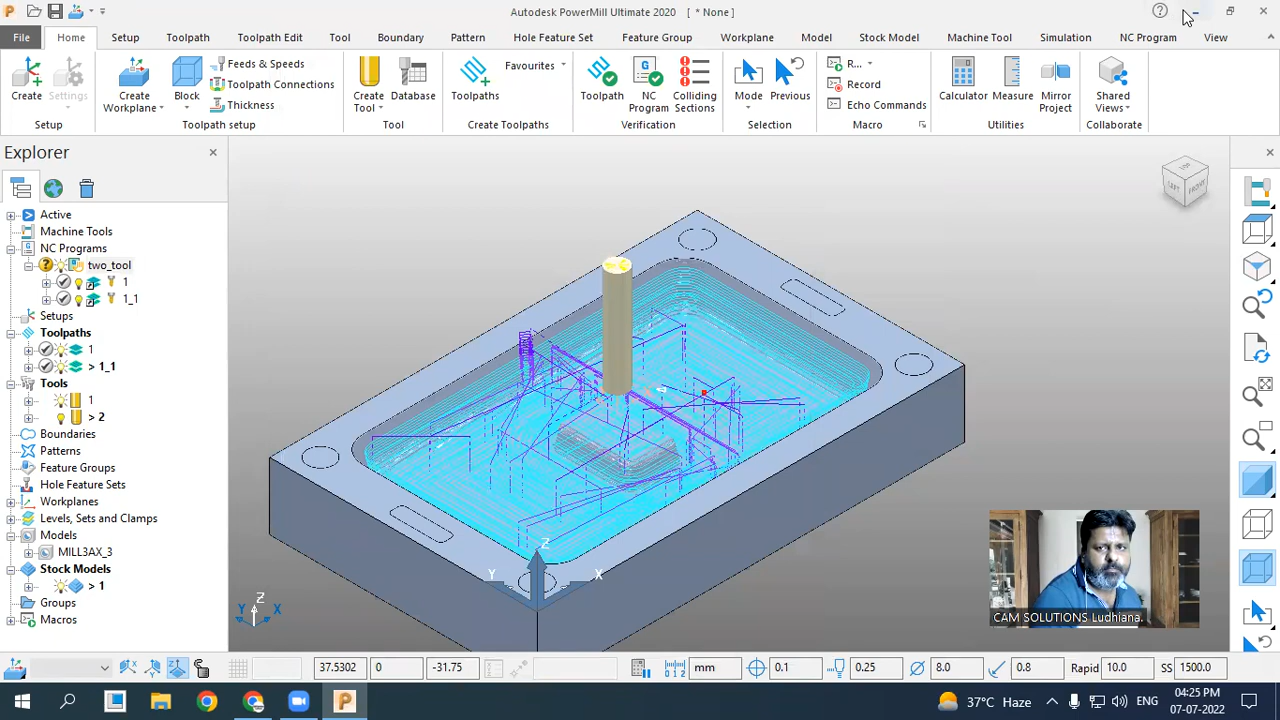 Autodesk PowerMill Ultimate 2020 [ * None ]
File Home Setup Toolpath Toolpath Edit Tool Boundary Pattern Hole Feature Set Feature Group Workplane Model Stock Model Machine Tool Simulation NC Program View
Create
Settings
Setup
Create Workplane
Block
Feeds & Speeds
Toolpath Connections
Thickness
Toolpath setup
Create Tool
Database
Tool
Toolpaths
Favourites
Create Toolpaths
Toolpath
NC Program
Colliding Sections
Verification
Mode
Previous
Selection
R...
Record
Echo Commands
Macro
Calculator
Measure
Mirror Project
Utilities
Shared Views
Collaborate
Explorer
Active
Machine Tools
NC Programs
two_tool
1
1_1
Setups
Toolpaths
1
> 1_1
Tools
1
> 2
Boundaries
Patterns
Feature Groups
Hole Feature Sets
Workplanes
Levels, Sets and Clamps
Models
MILL3AX_3
Stock Models
> 1
Groups
Macros
TOP
LEFT
FRONT
Z
Y
X
Z
Y
X
CAM SOLUTIONS Ludhiana.
37.5302 0 -31.75 mm 0.1 0.25 8.0 0.8 Rapid 10.0 SS 1500.0
37°C Haze ENG
04:25 PM
07-07-2022